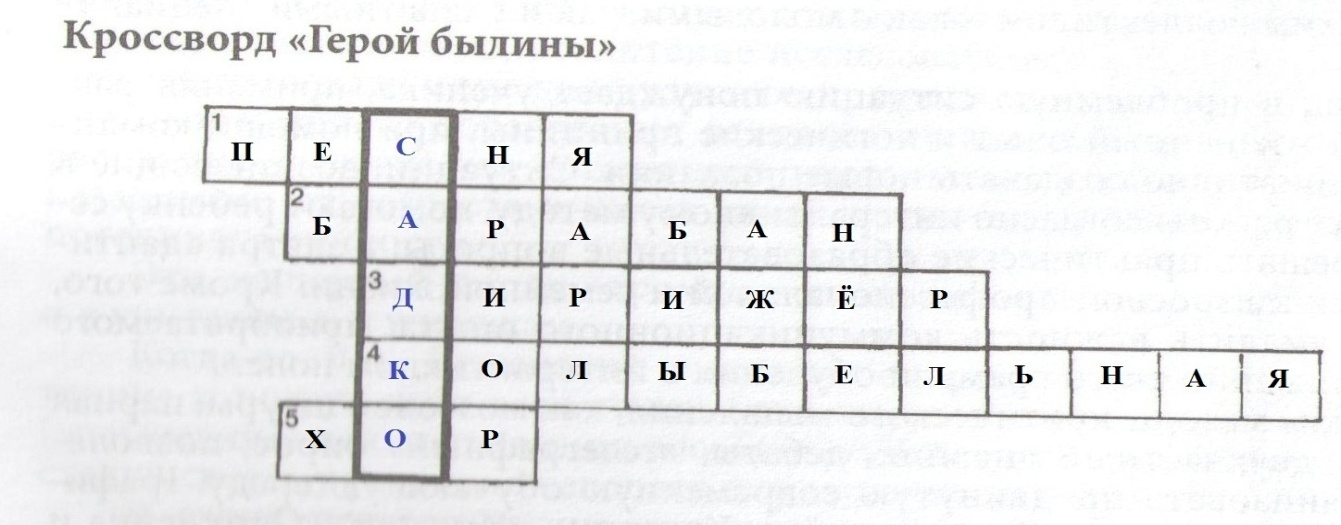 Кроссворд «Герой былины»
1 П Е С Н Я
2 Б А Р А Б А Н
3 Д И Р И Ж Ё Р
4 К О Л Ы Б Е Л Ь Н А Я
5 Х О Р